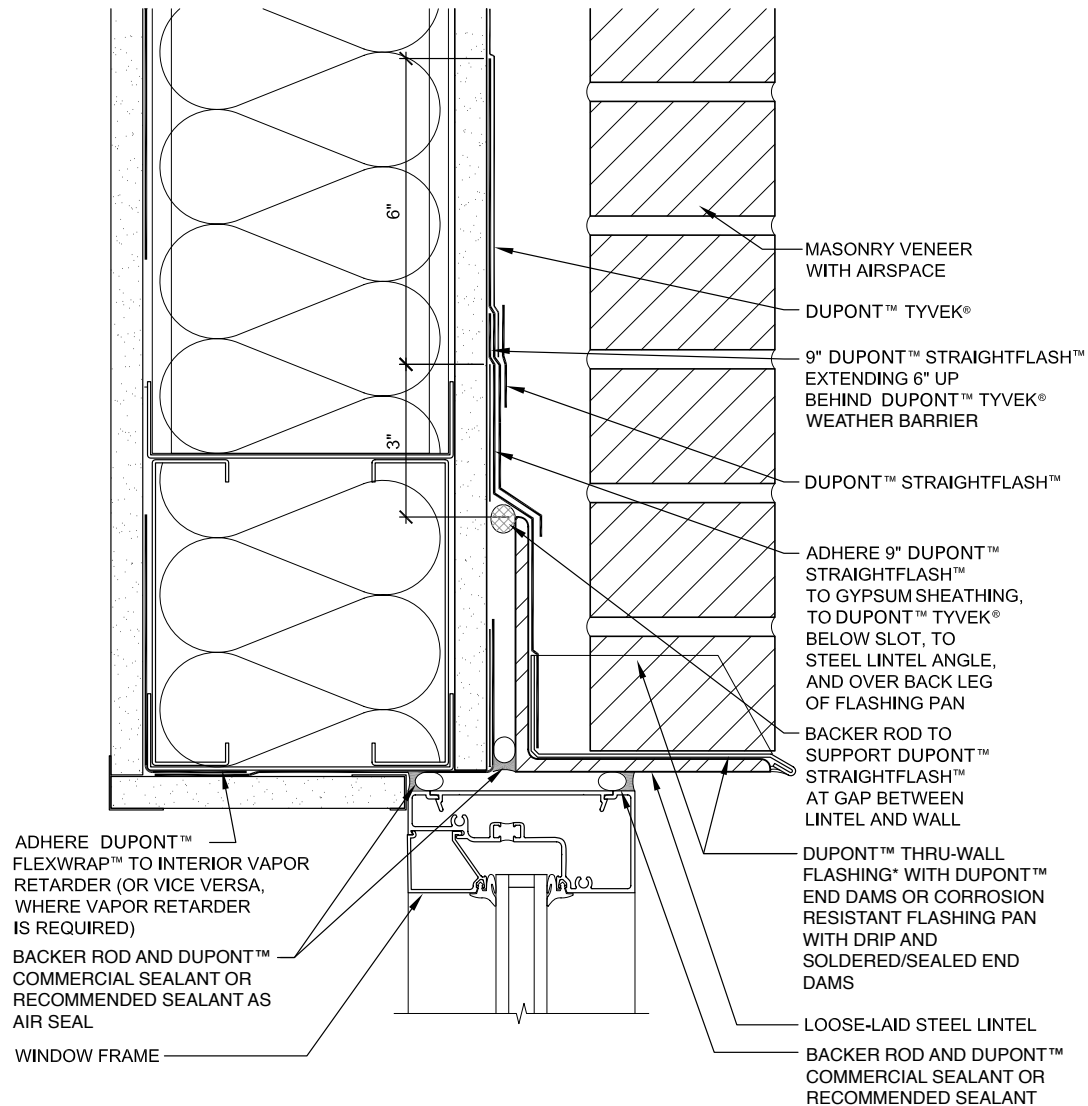 6"
3"
MASONRY VENEER
WITH AIRSPACE
DUPONT™ TYVEK®
9" DUPONT™ STRAIGHTFLASH™
EXTENDING 6" UP
BEHIND DUPONT™ TYVEK®
WEATHER BARRIER
DUPONT™ STRAIGHTFLASH™
ADHERE 9" DUPONT™
STRAIGHTFLASH™
TO GYPSUM SHEATHING,
TO DUPONT™ TYVEK®
BELOW SLOT, TO
STEEL LINTEL ANGLE,
AND OVER BACK LEG
OF FLASHING PAN
BACKER ROD TO
SUPPORT DUPONT™
STRAIGHTFLASH™
AT GAP BETWEEN
LINTEL AND WALL
DUPONT™ THRU-WALL
FLASHING* WITH DUPONT™
END DAMS OR CORROSION
RESISTANT FLASHING PAN
WITH DRIP AND
SOLDERED/SEALED END
DAMS
LOOSE-LAID STEEL LINTEL
BACKER ROD AND DUPONT™
COMMERCIAL SEALANT OR
RECOMMENDED SEALANT
ADHERE DUPONT™
FLEXWRAP™ TO INTERIOR VAPOR
RETARDER (OR VICE VERSA,
WHERE VAPOR RETARDER
IS REQUIRED)
BACKER ROD AND DUPONT™
COMMERCIAL SEALANT OR
RECOMMENDED SEALANT AS
AIR SEAL
WINDOW FRAME